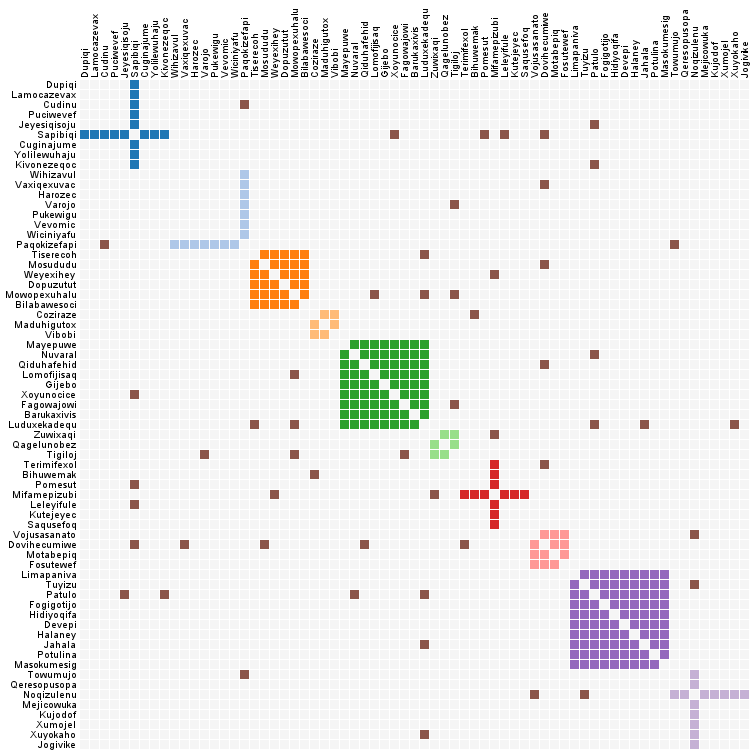 Dupiqi
Lamocazevax
Cudinu
Puciwevef
Jeyesiqisoju
Sapibiqi
Cuginajume
Yolilewuhaju
Kivonezeqoc
Wihizavul
Vaxiqexuvac
Harozec
Varojo
Pukewigu
Vevomic
Wiciniyafu
Paqokizefapi
Tiserecoh
Mosududu
Weyexihey
Dopuzutut
Mowopexuhalu
Bilabawesoci
Coziraze
Maduhigutox
Vibobi
Mayepuwe
Nuvaral
Qiduhafehid
Lomofijisaq
Gijebo
Xoyunocice
Fagowajowi
Barukaxivis
Luduxekadequ
Zuwixaqi
Qagelunobez
Tigiloj
Terimifexol
Bihuwemak
Pomesut
Mifamepizubi
Leleyifule
Kutejeyec
Saqusefoq
Vojusasanato
Dovihecumiwe
Motabepiq
Fosutewef
Limapaniva
Tuyizu
Patulo
Fogigotijo
Hidiyoqifa
Devepi
Halaney
Jahala
Potulina
Masokumesig
Towumujo
Qeresopusopa
Noqizulenu
Mejicowuka
Kujodof
Xumojel
Xuyokaho
Jogivike
Dupiqi
Lamocazevax
Cudinu
Puciwevef
Jeyesiqisoju
Sapibiqi
Cuginajume
Yolilewuhaju
Kivonezeqoc
Wihizavul
Vaxiqexuvac
Harozec
Varojo
Pukewigu
Vevomic
Wiciniyafu
Paqokizefapi
Tiserecoh
Mosududu
Weyexihey
Dopuzutut
Mowopexuhalu
Bilabawesoci
Coziraze
Maduhigutox
Vibobi
Mayepuwe
Nuvaral
Qiduhafehid
Lomofijisaq
Gijebo
Xoyunocice
Fagowajowi
Barukaxivis
Luduxekadequ
Zuwixaqi
Qagelunobez
Tigiloj
Terimifexol
Bihuwemak
Pomesut
Mifamepizubi
Leleyifule
Kutejeyec
Saqusefoq
Vojusasanato
Dovihecumiwe
Motabepiq
Fosutewef
Limapaniva
Tuyizu
Patulo
Fogigotijo
Hidiyoqifa
Devepi
Halaney
Jahala
Potulina
Masokumesig
Towumujo
Qeresopusopa
Noqizulenu
Mejicowuka
Kujodof
Xumojel
Xuyokaho
Jogivike